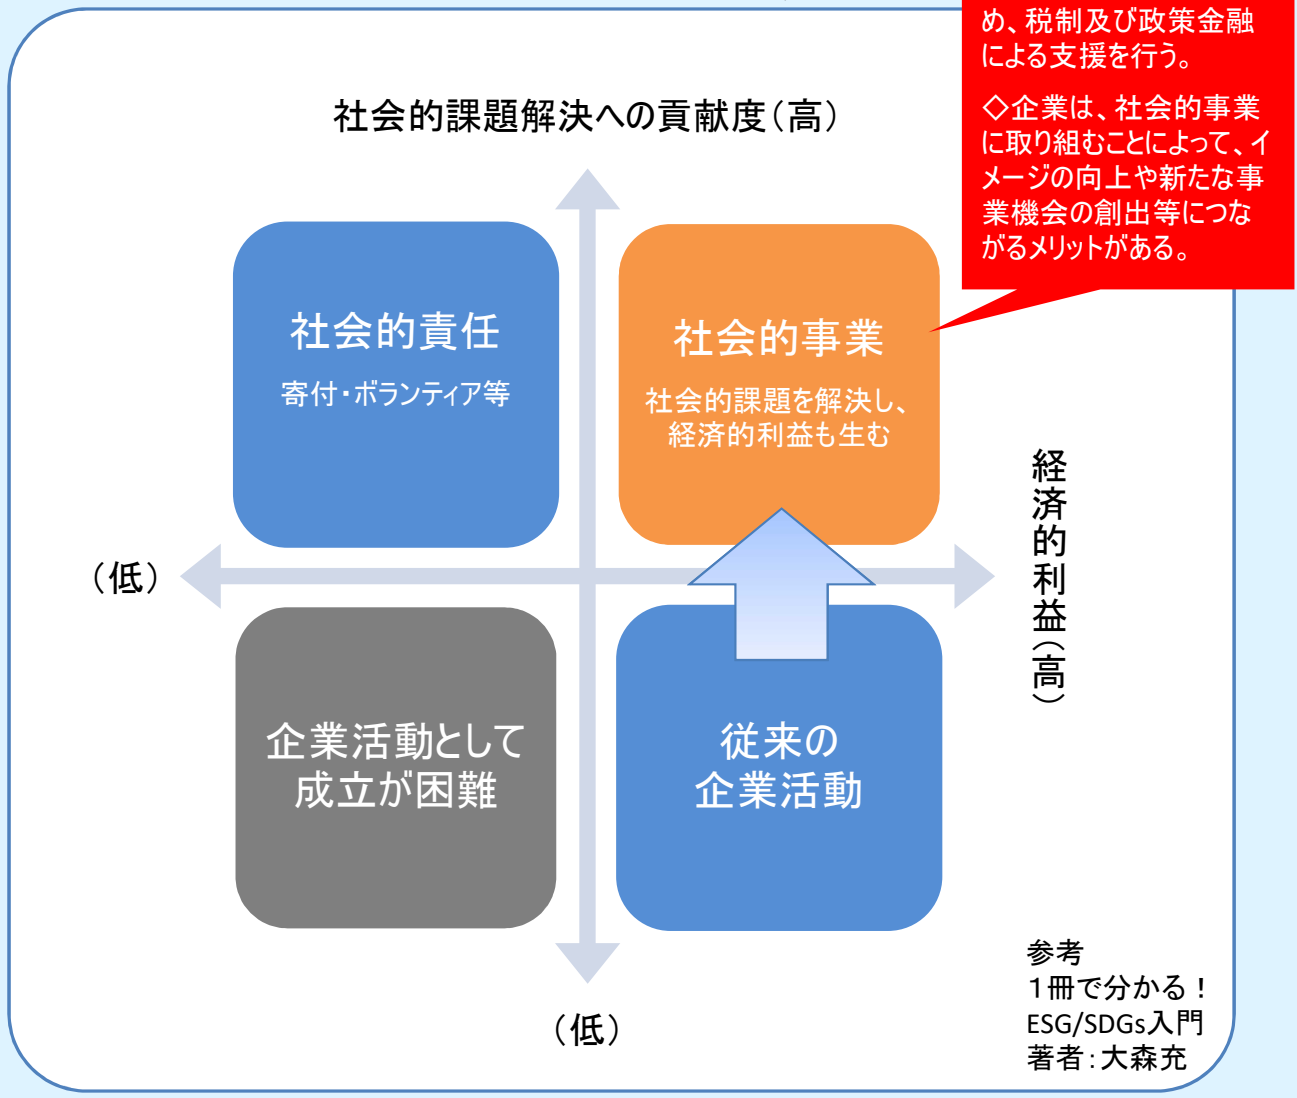 め、税制及び政策金融
による支援を行う。
◇企業は、社会的事業
に取り組むことによって、イ
メージの向上や新たな事
業機会の創出等につな
がるメリットがある。
社会的課題解決への貢献度（高）
社会的責任
寄付・ボランティア等
社会的事業
社会的課題を解決し、
経済的利益も生む
経済的利益（高）
（低）
企業活動として
成立が困難
従来の
企業活動
（低）
参考
１冊で分かる！
ESG/SDGs入門
著者：大森充